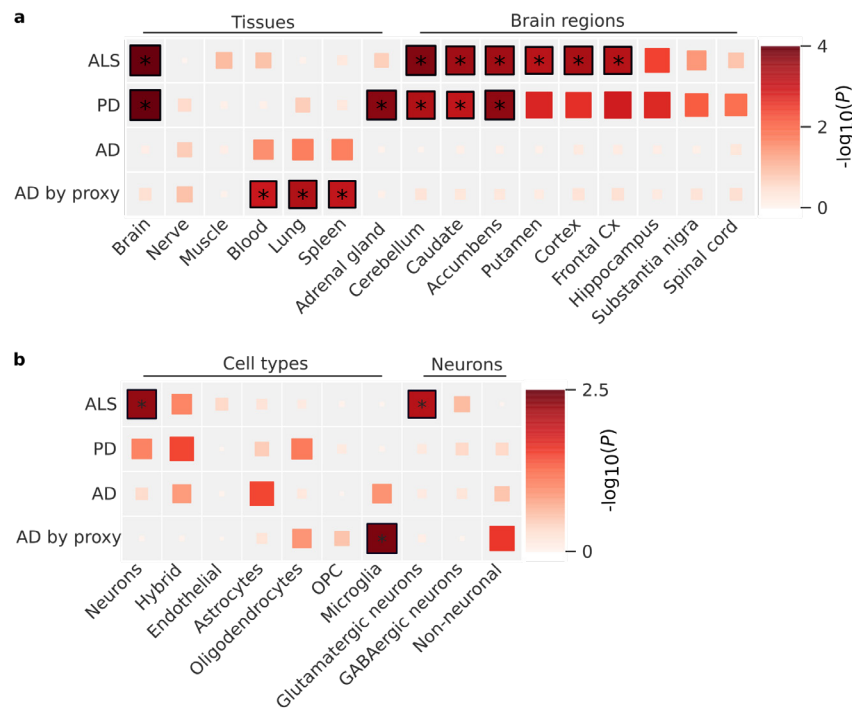 a
Tissues
Brain regions
ALS
PD
AD
AD by proxy
* * * * * * *
* * * * *
* * *
4
2
0
-log10(P)
Brain
Nerve
Muscle
Blood
Lung
Spleen
Adrenal gland
Cerebellum
Caudate
Accumbens
Putamen
Cortex
Frontal Cx
Hippocampus
Substantia nigra
Spinal cord
b
Cell types
Neurons
ALS
PD
AD
AD by proxy
* *
*
2.5
0
-log10(P)
Neurons
Hybrid
Endothelial
Astrocytes
Oligodendrocytes
OPC
Microglia
Glutamatergic neurons
GABAergic neurons
Non-neuronal